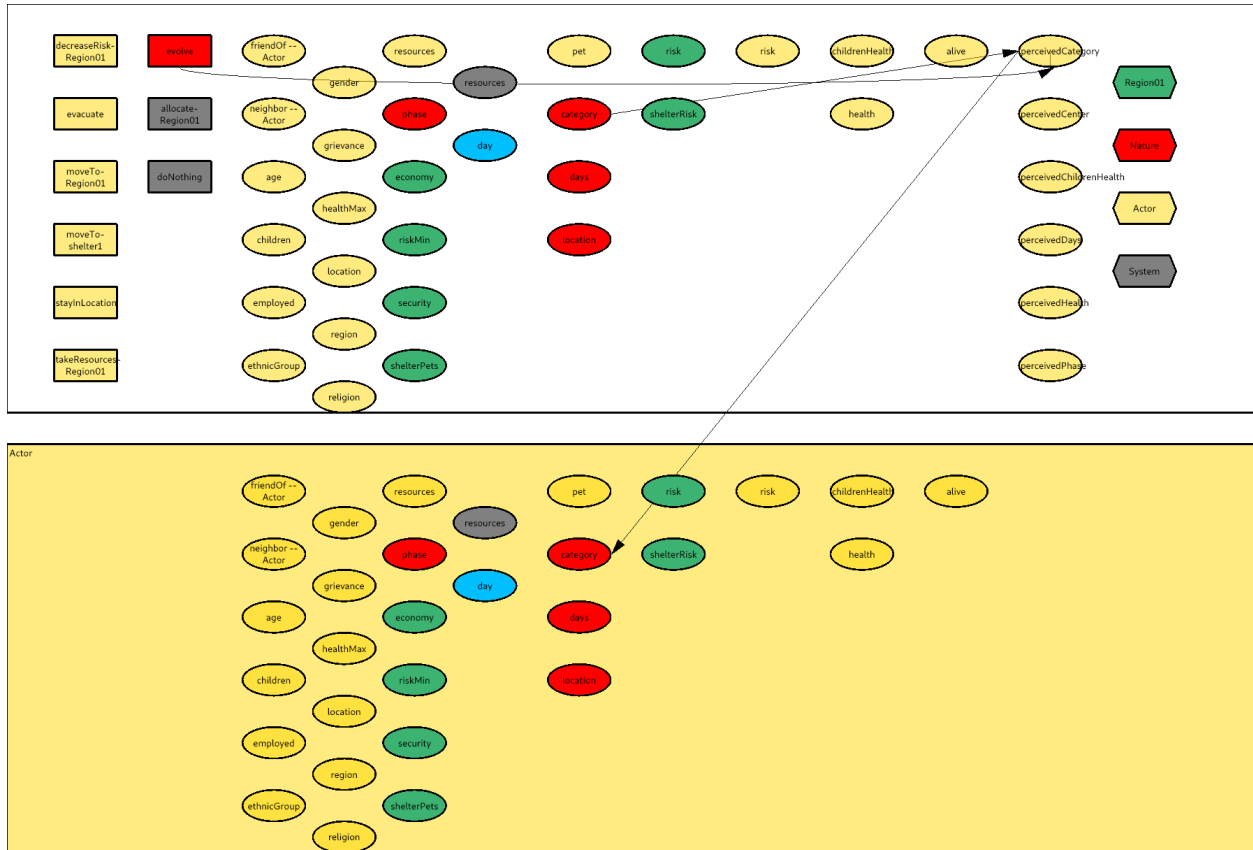 decreaseRisk-
Region01
evolve
friendOf --
Actor
resources
pet
risk
risk
childrenHealth
alive
perceivedCategory
gender
resources
Region01
evacuate
allocate-
Region01
neighbor --
Actor
phase
category
shelterRisk
health
perceivedCenter
grievance
day
Nature
moveTo-
Region01
doNothing
age
economy
days
perceivedChildrenHealth
healthMax
Actor
moveTo-
shelter1
children
riskMin
location
perceivedDays
location
System
stayInLocation
employed
security
perceivedHealth
region
takeResources-
Region01
ethnicGroup
shelterPets
perceivedPhase
religion
Actor
friendOf --
Actor
resources
pet
risk
risk
childrenHealth
alive
gender
resources
neighbor --
Actor
phase
category
shelterRisk
health
grievance
day
age
economy
days
healthMax
children
riskMin
location
location
employed
security
region
ethnicGroup
shelterPets
religion